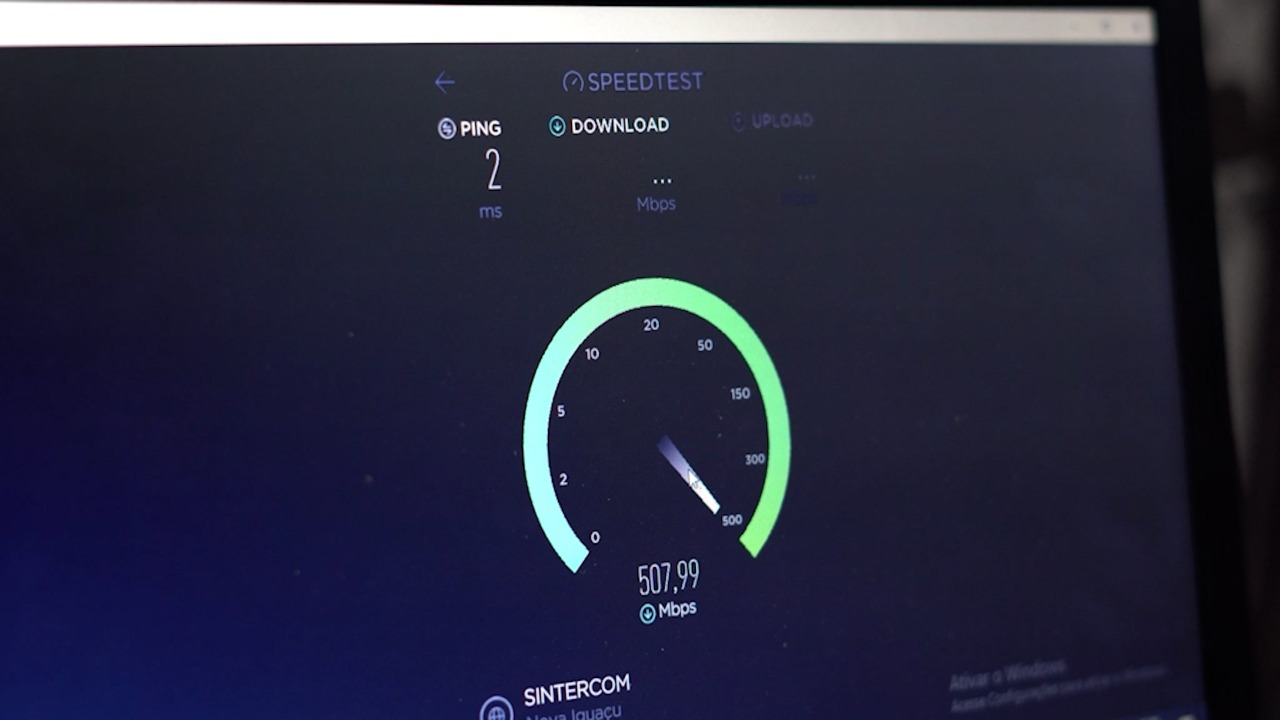 SPEEDTEST
PING DOWNLOAD UPLOAD
2 ... ...
ms Mbps
20
10 50
5 150
2 300
0 500
507,99
Mbps
SINTERCOM
Nova Iguaçu
Ativar o Windows
Acesse Configurações para ativar o Windows.